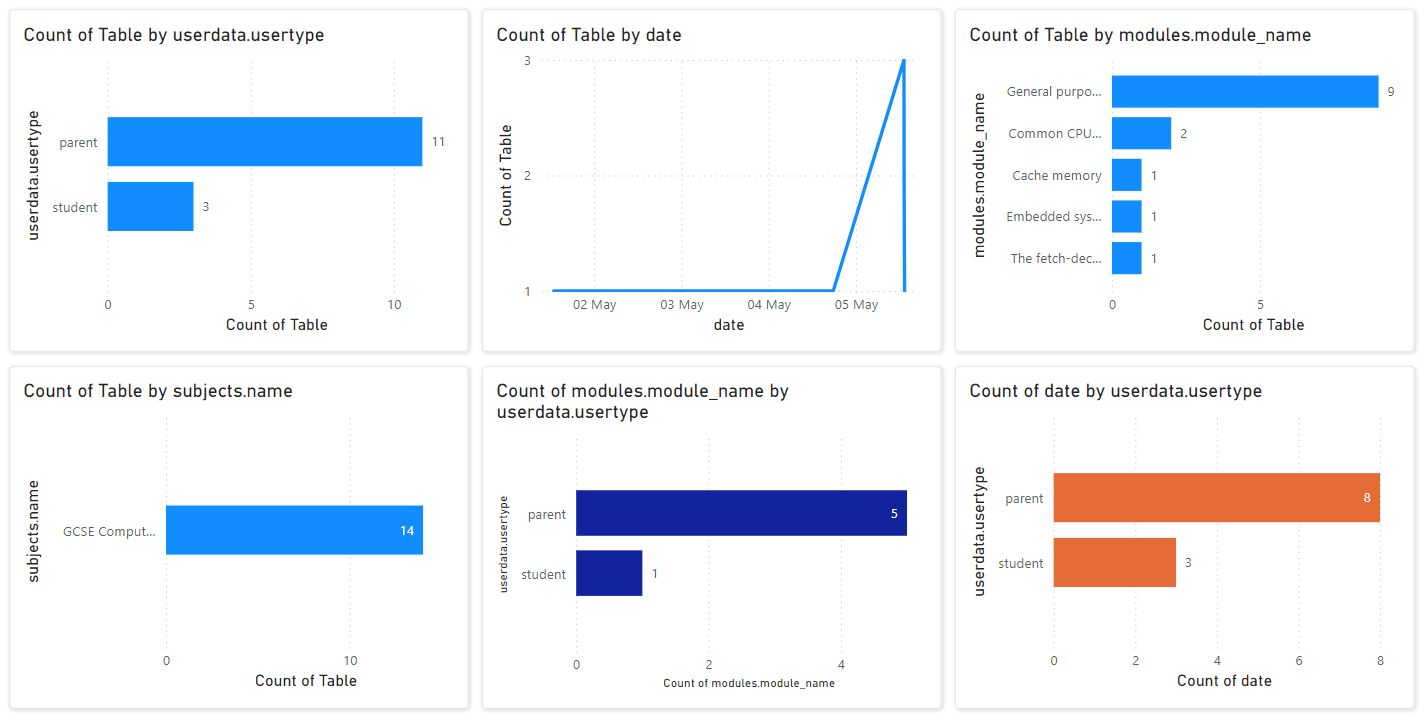 Count of Table by userdata.usertype
userdata.usertype
parent
11
student
3
0 5 10
Count of Table
Count of Table by date
Count of Table
3
2
1
02 May 03 May 04 May 05 May
date
Count of Table by modules.module_name
modules.module_name
General purpo... 9
Common CPU... 2
Cache memory 1
Embedded sys... 1
The fetch-dec... 1
0 5
Count of Table
Count of Table by subjects.name
subjects.name
GCSE Comput... 14
0 10
Count of Table
Count of modules.module_name by
userdata.usertype
userdata.usertype
parent 5
student 1
0 2 4
Count of modules.module_name
Count of date by userdata.usertype
userdata.usertype
parent 8
student 3
0 2 4 6 8
Count of date